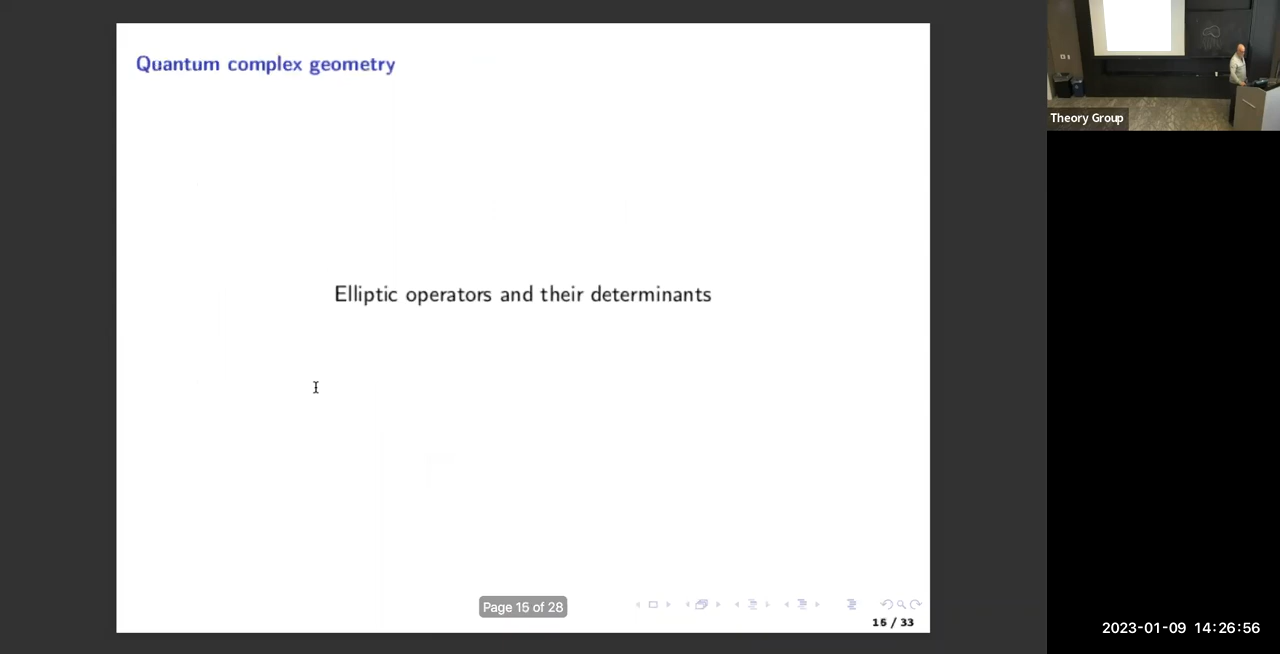 Quantum complex geometry
Elliptic operators and their determinants
Page 15 of 28
16 / 33
Theory Group
2023-01-09 14:26:56